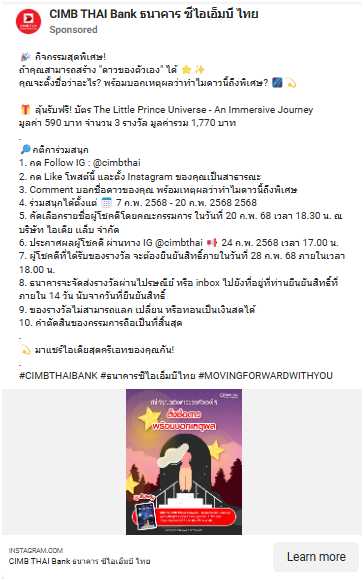 CIMB THAI Bank ธนาคาร ซีไอเอ็มบี ไทย
Sponsored
🎉 กิจกรรมสุดพิเศษ!
ถ้าคุณสามารถสร้าง "ดาวของตัวเอง" ได้ ⭐✨
คุณจะตั้งชื่อว่าอะไร? พร้อมบอกเหตุผลว่าทำไมดาวนี้ถึงพิเศษ? 🌌 💫
🎁 ลุ้นรับฟรี! บัตร The Little Prince Universe - An Immersive Journey
มูลค่า 590 บาท จำนวน 3 รางวัล มูลค่ารวม 1,770 บาท
.
🔎 กติกาการร่วมสนุก
1. กด Follow IG : @cimbthai
2. กด Like โพสต์นี้ และตั้ง Instagram ของคุณเป็นสาธารณะ
3. Comment บอกชื่อดาวของคุณ พร้อมเหตุผลว่าทำไมดาวนี้ถึงพิเศษ
4. ร่วมสนุกได้ตั้งแต่ 🗓️ 7 ก.พ. 2568 - 20 ก.พ. 2568 2568
5. คัดเลือกรายชื่อผู้โชคดีโดยคณะกรรมการ ในวันที่ 20 ก.พ. 68 เวลา 18.30 น. ณ
บริษัท ไอเดีย แล็บ จำกัด
6. ประกาศผลผู้โชคดี ผ่านทาง IG @cimbthai 📢 24 ก.พ. 2568 เวลา 17.00 น.
7. ผู้โชคดีที่ได้รับของรางวัล จะต้องยืนยันสิทธิ์ภายในวันที่ 28 ก.พ. 68 ภายในเวลา
18.00 น.
8. ธนาคารจะจัดส่งรางวัลผ่านไปรษณีย์ หรือ inbox ไปยังที่อยู่ที่ท่านยืนยันสิทธิ์ที่
ภายใน 14 วัน นับจากวันที่ยืนยันสิทธิ์
9. ของรางวัลไม่สามารถแลก เปลี่ยน หรือทอนเป็นเงินสดได้
10. คำตัดสินของกรรมการถือเป็นที่สิ้นสุด
.
💫 มาแชร์ไอเดียสุดครีเอทของคุณกัน!
.
#CIMBTHAIBANK #ธนาคารซีไอเอ็มบีไทย #MOVINGFORWARDWITHYOU
ตั้งชื่อดาว
พร้อมบอกเหตุผล
INSTAGRAM.COM
CIMB THAI Bank ธนาคาร ซีไอเอ็มบี ไทย
Learn more